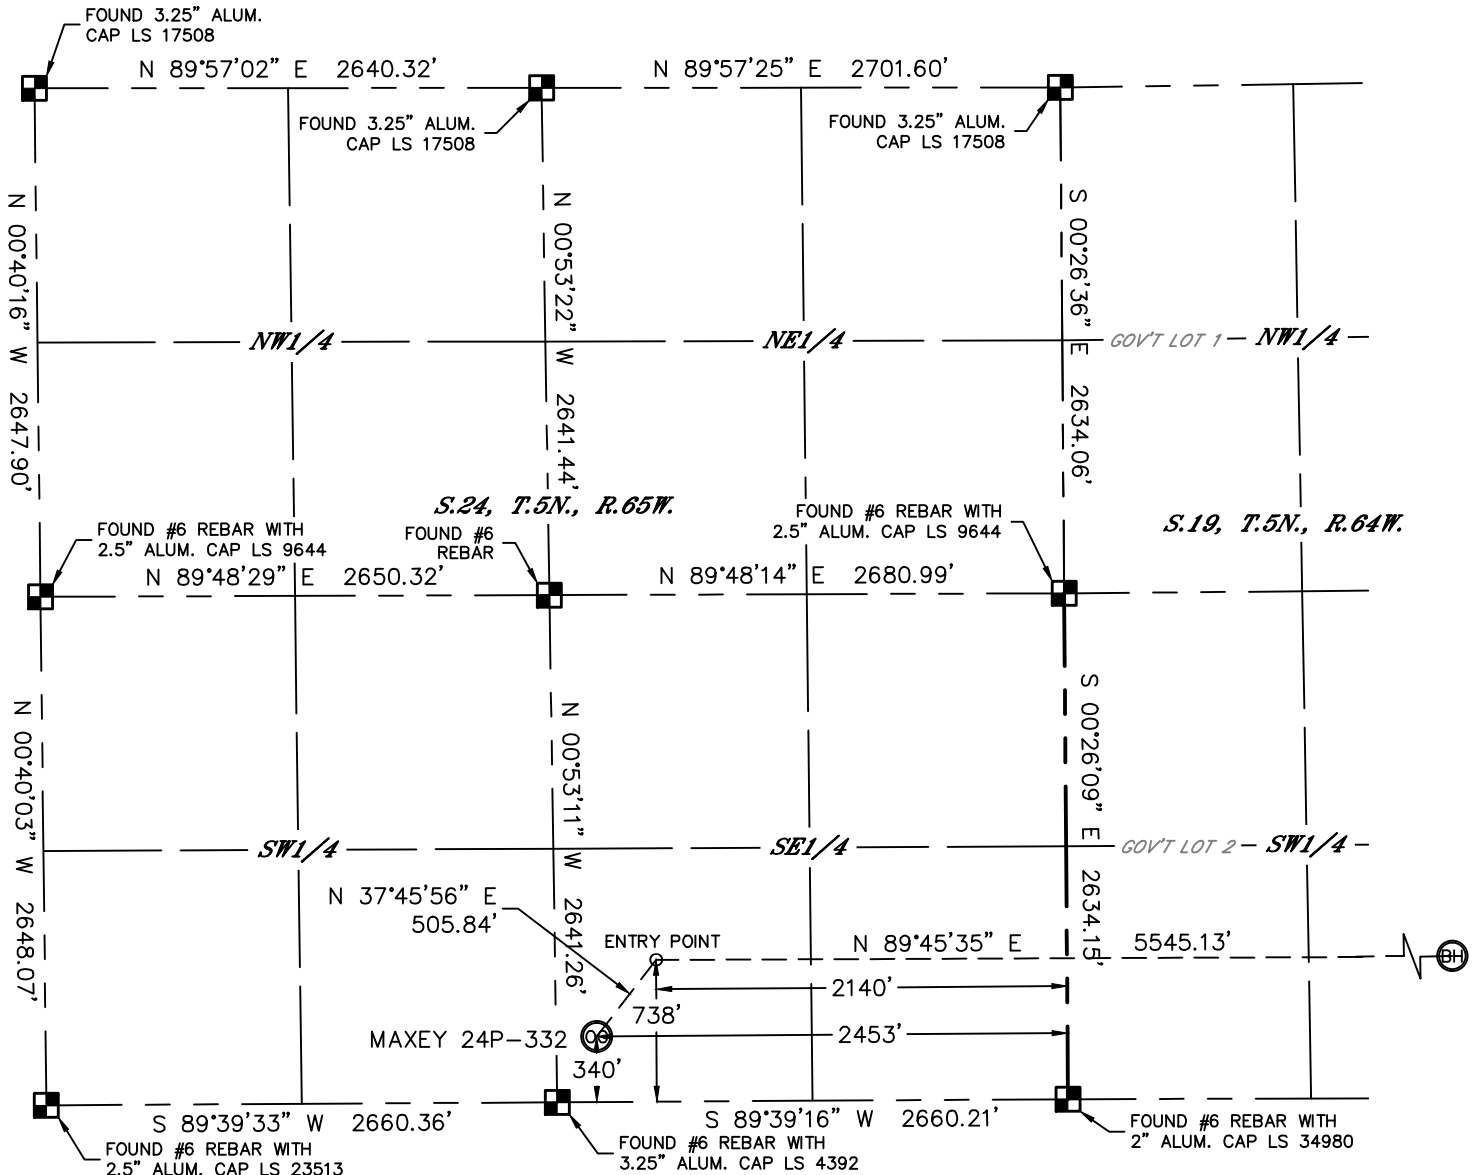 FOUND 3.25" ALUM.
CAP LS 17508
N 89°57'02" E 2640.32'
N 89°57'25" E 2701.60'
FOUND 3.25" ALUM.
CAP LS 17508
FOUND 3.25" ALUM.
CAP LS 17508
N 00°40'16" W 2647.90'
N 00°53'22" W 2641.44'
S 00°26'36" E 2634.06'
NW1/4
NE1/4
GOV'T LOT 1
NW1/4
S.24, T.5N., R.65W.
S.19, T.5N., R.64W.
FOUND #6 REBAR WITH
2.5" ALUM. CAP LS 9644
FOUND #6
REBAR
FOUND #6 REBAR WITH
2.5" ALUM. CAP LS 9644
N 89°48'29" E 2650.32'
N 89°48'14" E 2680.99'
N 00°40'03" W 2648.07'
N 00°53'11" W 2641.26'
S 00°26'09" E 2634.15'
SW1/4
SE1/4
GOV'T LOT 2
SW1/4
N 37°45'56" E
505.84'
ENTRY POINT
N 89°45'35" E 5545.13'
BH
2140'
738'
MAXEY 24P-332
OG
2453'
340'
S 89°39'33" W 2660.36'
S 89°39'16" W 2660.21'
FOUND #6 REBAR WITH
2.5" ALUM. CAP LS 23513
FOUND #6 REBAR WITH
3.25" ALUM. CAP LS 4392
FOUND #6 REBAR WITH
2" ALUM. CAP LS 34980